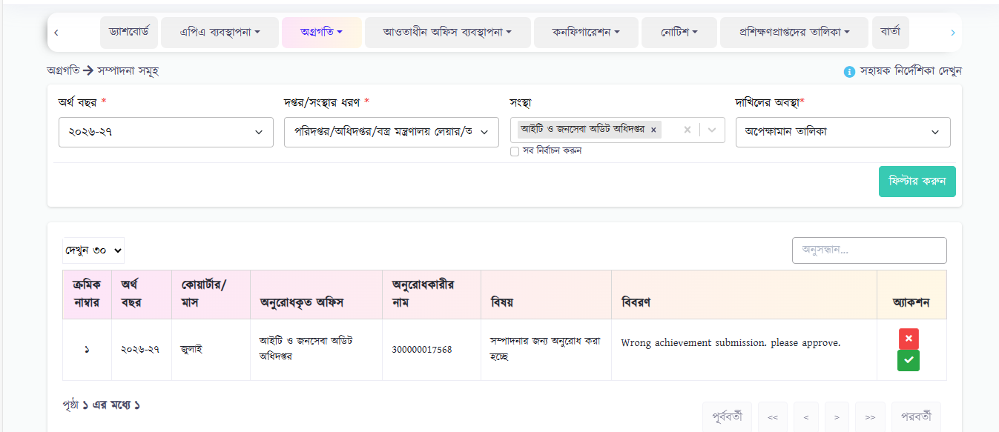 ড্যাশবোর্ড এপিএ ব্যবস্থাপনা অগ্রগতি আওতাধীন অফিস ব্যবস্থাপনা কনফিগারেশন নোটিশ প্রশিক্ষণপ্রাপ্তদের তালিকা বার্তা
অগ্রগতি → সম্পাদনা সমূহ সহায়ক নির্দেশিকা দেখুন
অর্থ বছর * দপ্তর/সংস্থার ধরণ * সংস্থা দাখিলের অবস্থা*
২০২৬-২৭ পরিদপ্তর/অধিদপ্তর/বস্ত্র মন্ত্রণালয় লেয়ার/অ আইটি ও জনসেবা অডিট অধিদপ্তর × অপেক্ষামান তালিকা
সব নির্বাচন করুন
ফিল্টার করুন
দেখুন ৩০ অনুসন্ধান...
ক্রমিক নাম্বার অর্থ বছর কোয়ার্টার/মাস অনুরোধকৃত অফিস অনুরোধকারীর নাম বিষয় বিবরণ অ্যাকশন
১ ২০২৬-২৭ জুলাই আইটি ও জনসেবা অডিট অধিদপ্তর 300000017568 সম্পাদনার জন্য অনুরোধ করা হচ্ছে Wrong achievement submission. please approve.
পৃষ্ঠা ১ এর মধ্যে ১
পূর্ববর্তী << < > >> পরবর্তী